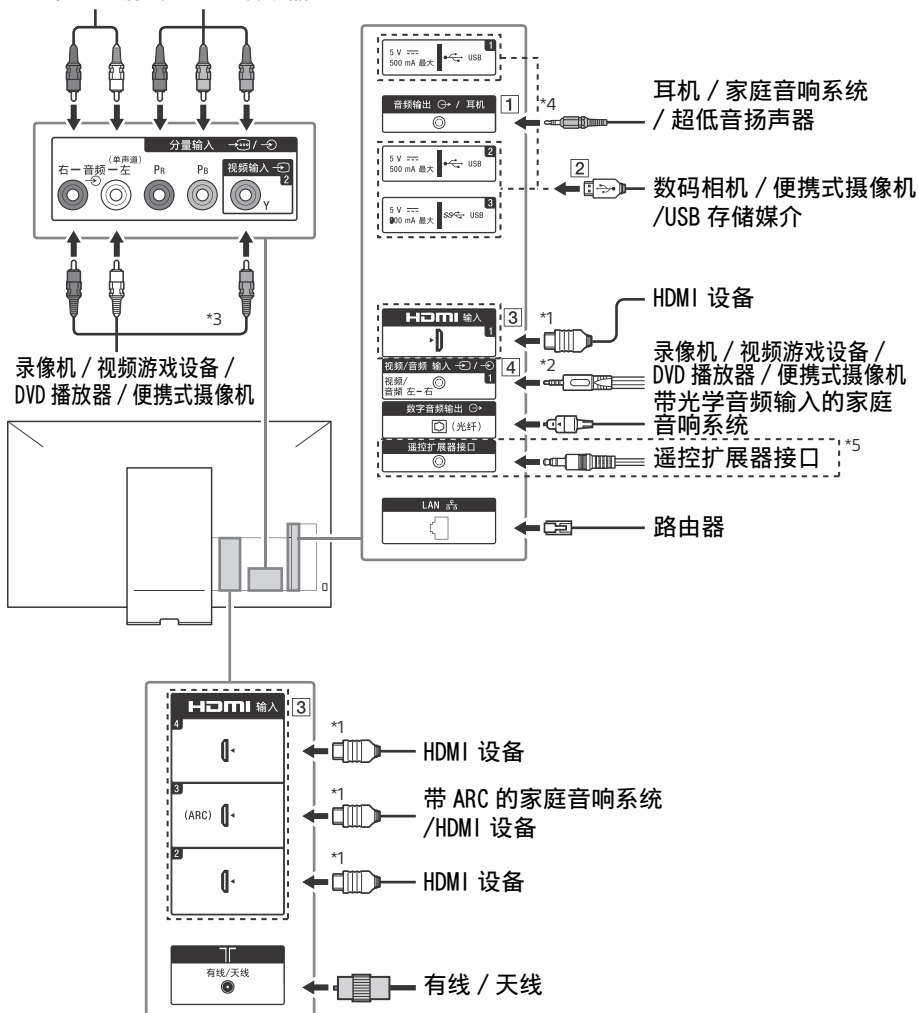 5 V ⎓
500 mA 最大
USB
1
音频输出 / 耳机
1
*4
耳机 / 家庭音响系统
/ 超低音扬声器
5 V ⎓
500 mA 最大
USB
2
2
数码相机 / 便携式摄像机
/USB 存储媒介
5 V ⎓
900 mA 最大
SS
USB
3
分量输入 /
(单声道)
右 - 音频 - 左
PR
PB
视频输入
2
Y
*3
录像机 / 视频游戏设备 /
DVD 播放器 / 便携式摄像机
HDMI 输入
1
3
*1
HDMI 设备
视频/音频 输入 /
1
视频/
音频 左-右
4
*2
录像机 / 视频游戏设备 /
DVD 播放器 / 便携式摄像机
数字音频输出
(光纤)
带光学音频输入的家庭
音响系统
遥控扩展器接口
遥控扩展器接口
*5
LAN
路由器
HDMI 输入
3
4
*1
HDMI 设备
3
(ARC)
*1
带 ARC 的家庭音响系统
/HDMI 设备
2
*1
HDMI 设备
有线/天线
有线 / 天线